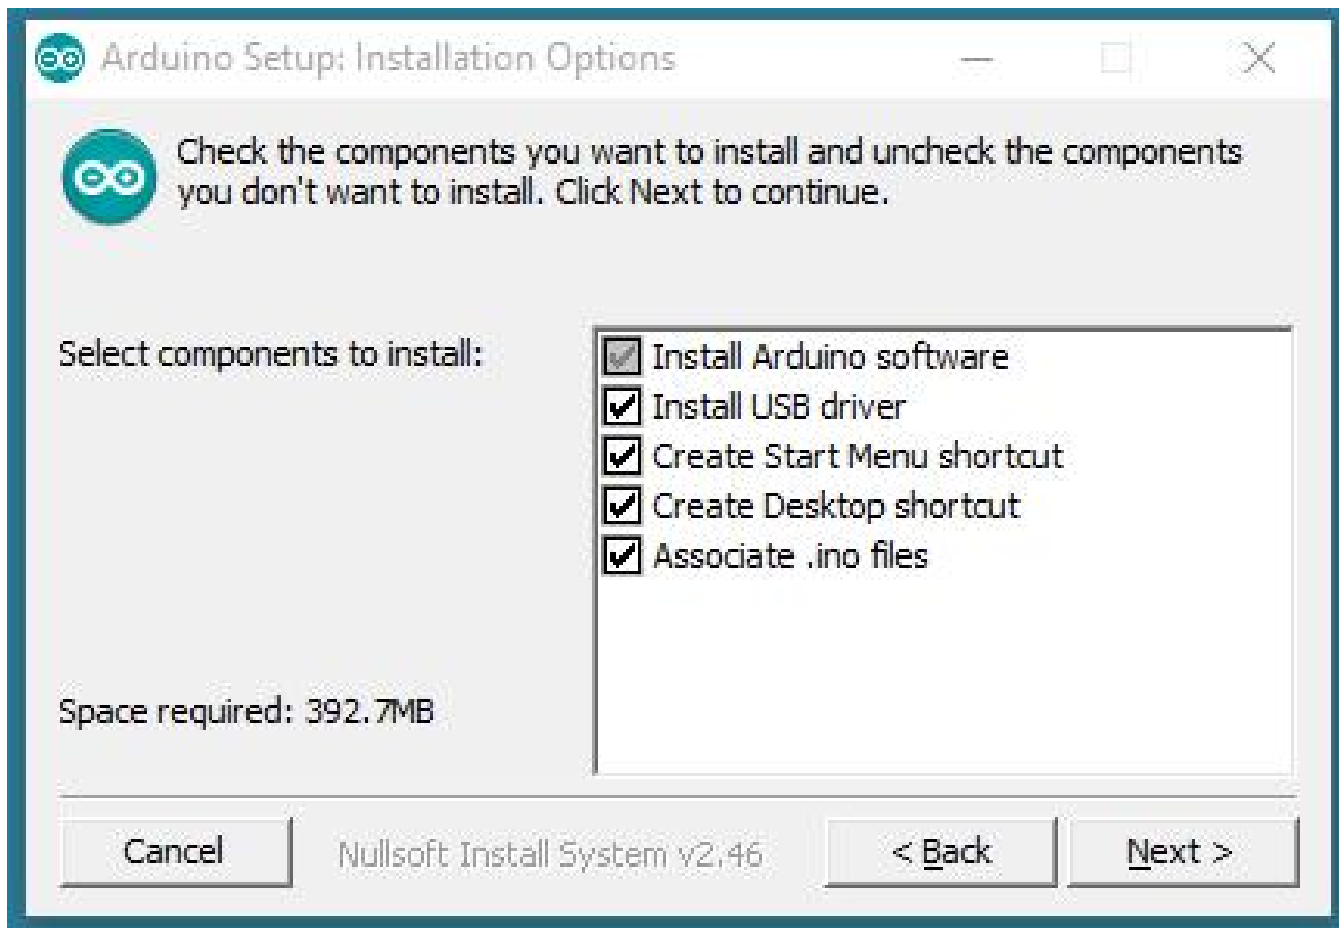 Arduino Setup: Installation Options
Check the components you want to install and uncheck the components
you don't want to install. Click Next to continue.
Select components to install:
Install Arduino software
Install USB driver
Create Start Menu shortcut
Create Desktop shortcut
Associate .ino files
Space required: 392.7MB
Cancel
Nullsoft Install System v2.46
< Back
Next >